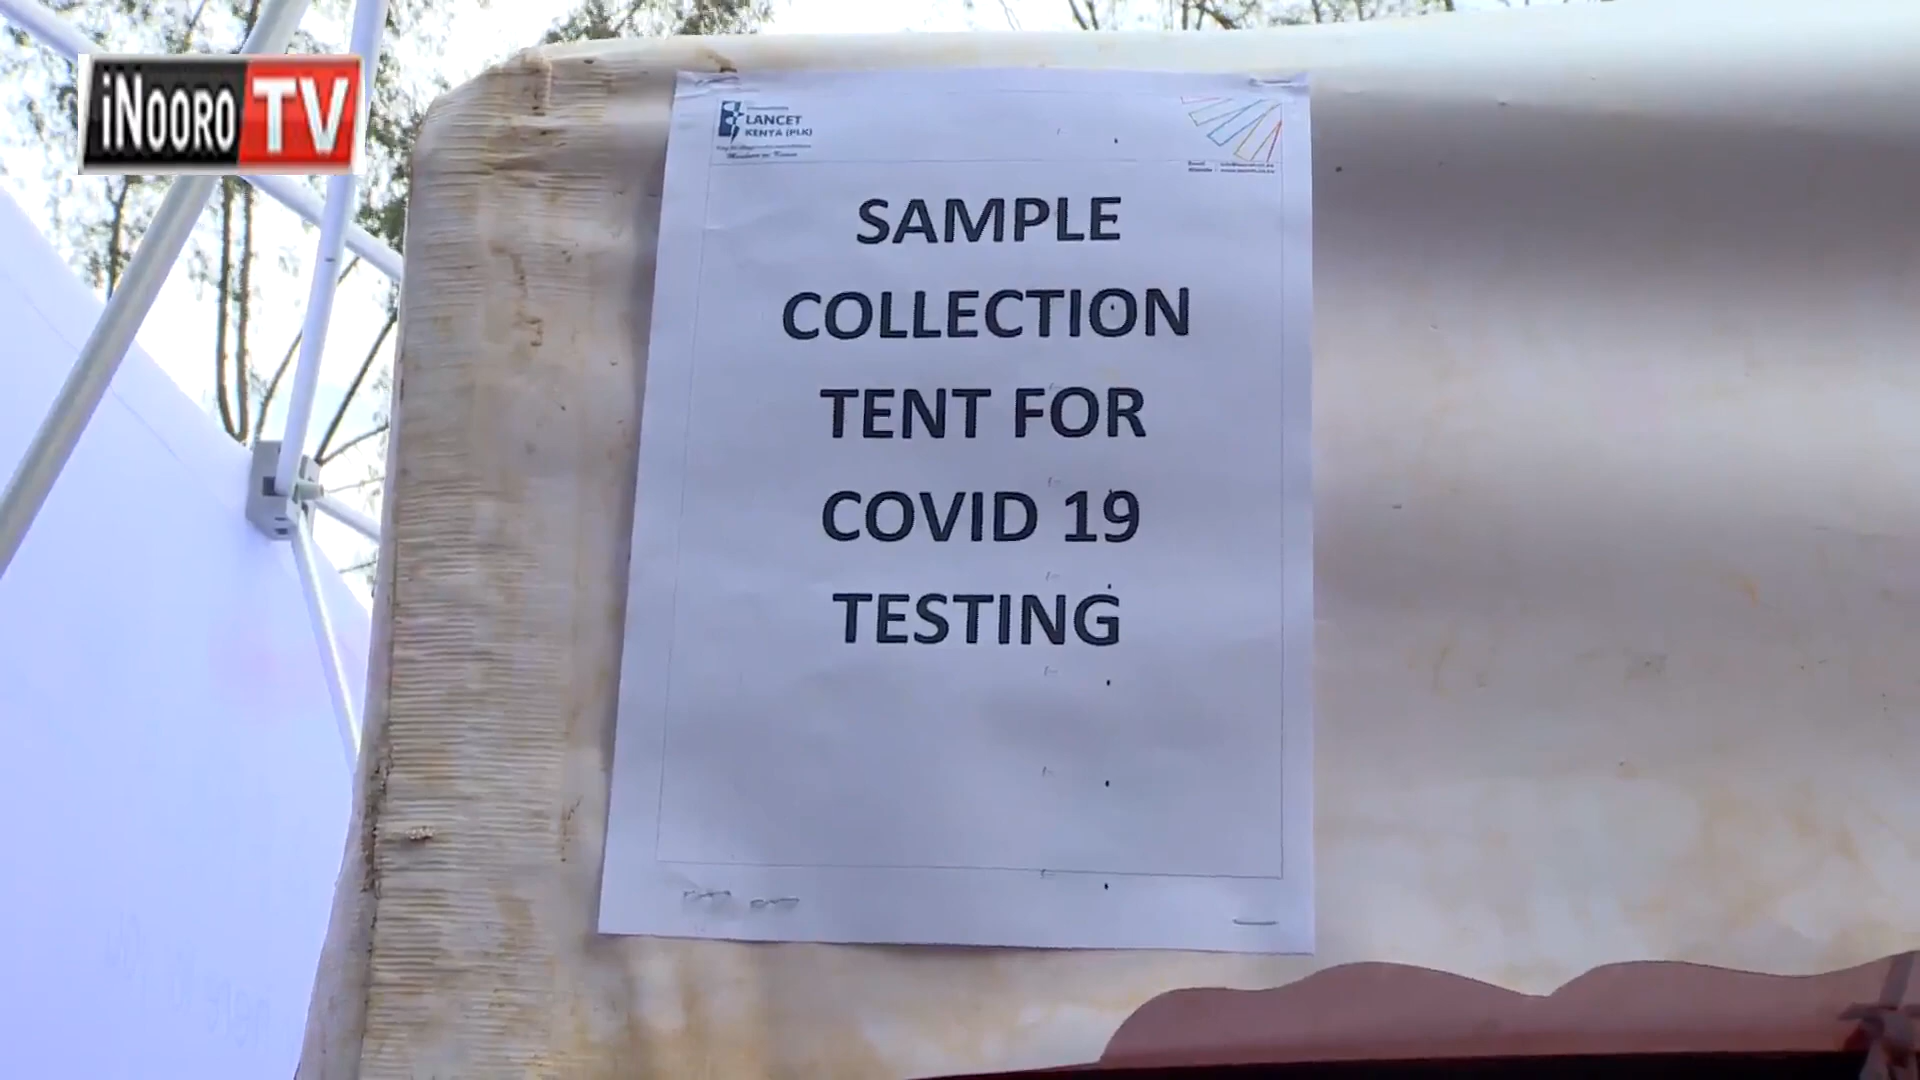 iNOORO TV
LANCET
KENYA (PLK)
SAMPLE
COLLECTION
TENT FOR
COVID 19
TESTING